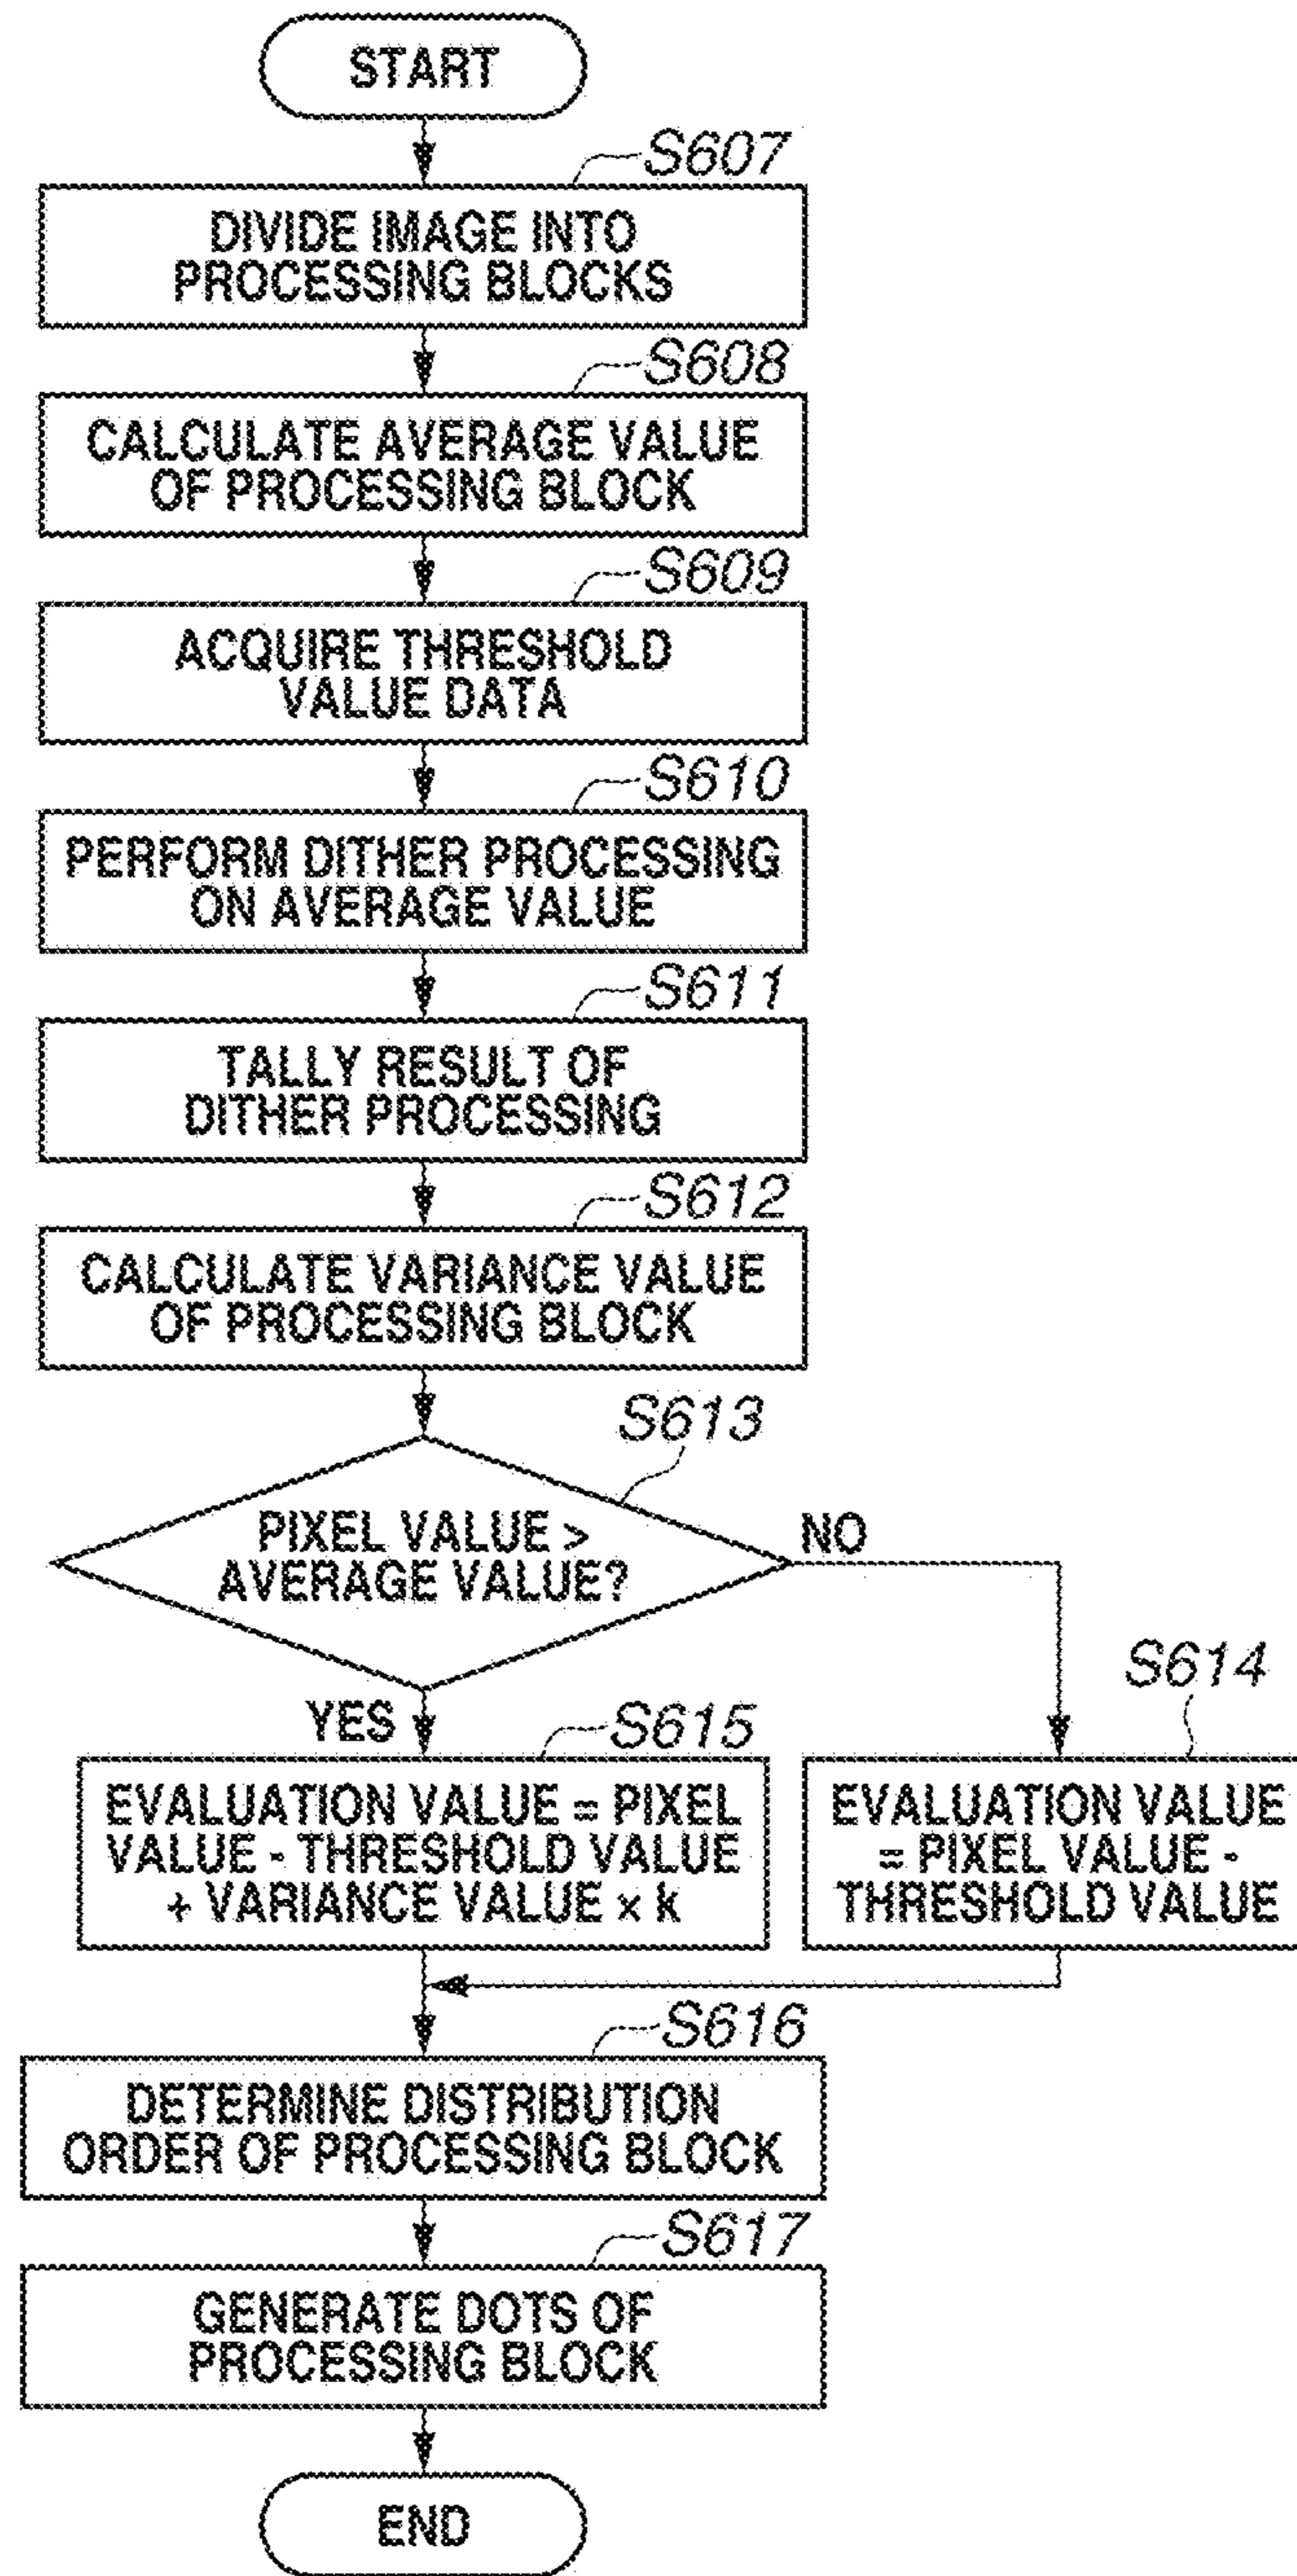 START
S607
DIVIDE IMAGE INTO
PROCESSING BLOCKS
S608
CALCULATE AVERAGE VALUE
OF PROCESSING BLOCK
S609
ACQUIRE THRESHOLD
VALUE DATA
S610
PERFORM DITHER PROCESSING
ON AVERAGE VALUE
S611
TALLY RESULT OF
DITHER PROCESSING
S612
CALCULATE VARIANCE VALUE
OF PROCESSING BLOCK
S613
PIXEL VALUE >
AVERAGE VALUE?
NO
YES
S615
EVALUATION VALUE = PIXEL
VALUE - THRESHOLD VALUE
+ VARIANCE VALUE × k
S614
EVALUATION VALUE
= PIXEL VALUE -
THRESHOLD VALUE
S616
DETERMINE DISTRIBUTION
ORDER OF PROCESSING BLOCK
S617
GENERATE DOTS OF
PROCESSING BLOCK
END